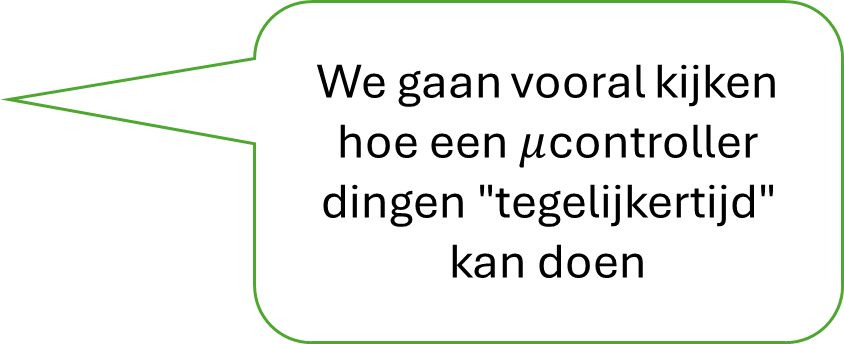 We gaan vooral kijken
hoe een 𝜇controller
dingen "tegelijkertijd"
kan doen